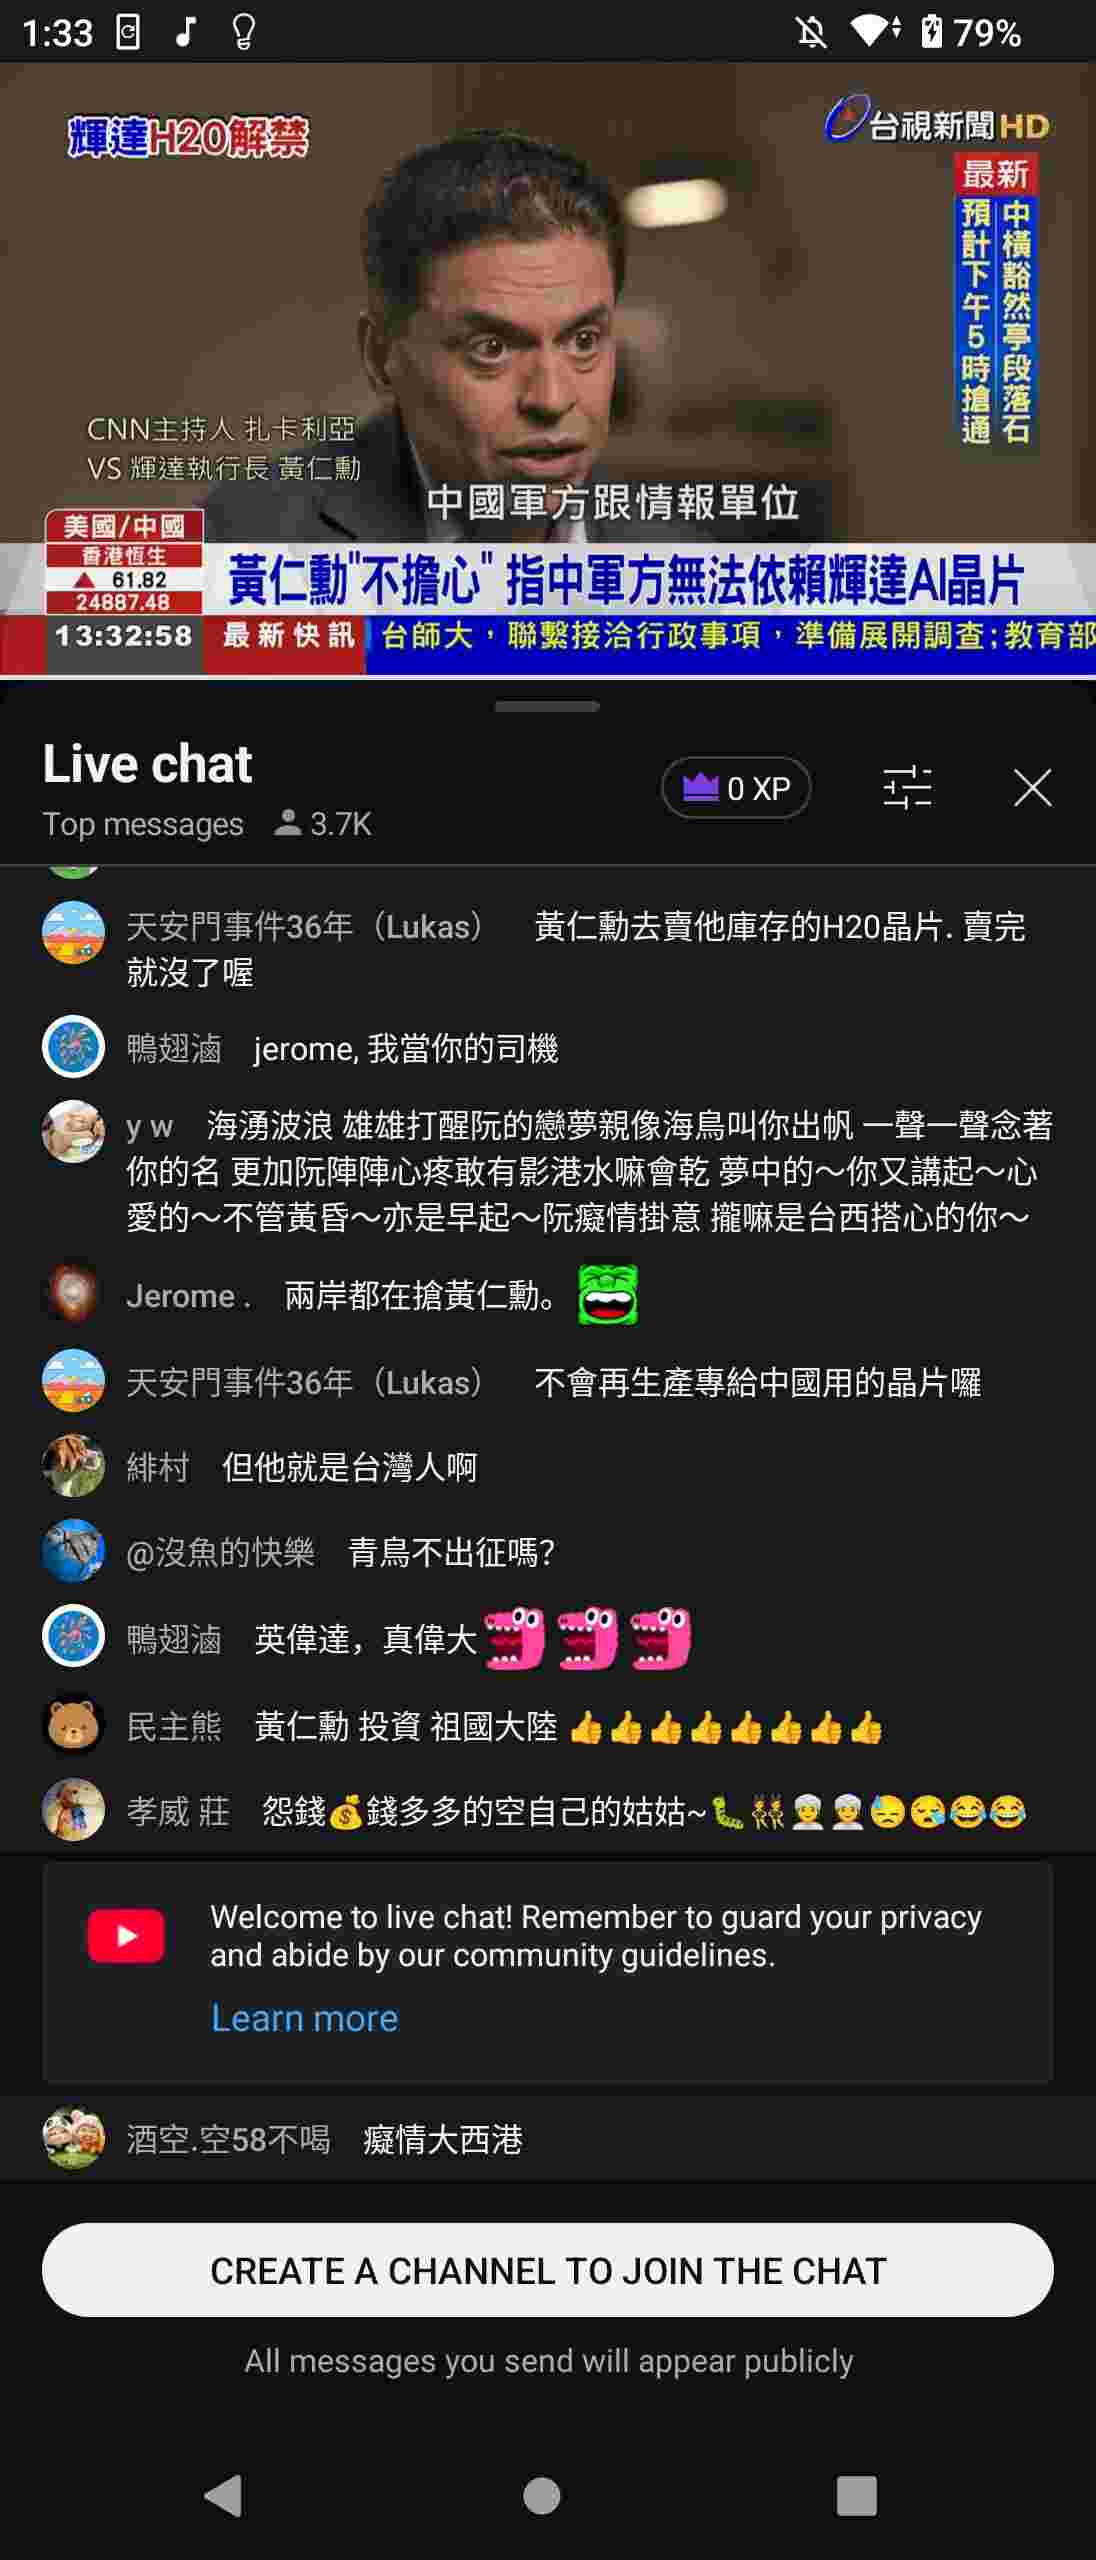 1:33
79%
輝達H20解禁
台視新聞HD
最新
中橫豁然亭段落石
預計下午5時搶通
CNN主持人 扎卡利亞
VS 輝達執行長 黃仁勳
中國軍方跟情報單位
美國/中國
香港恆生
▲ 61.82
24887.48
黃仁勳"不擔心" 指中軍方無法依賴輝達AI晶片
13:32:58
最新快訊
台師大，聯繫接洽行政事項，準備展開調查;教育部
Live chat
Top messages 3.7K
0 XP
天安門事件36年（Lukas） 黃仁勳去賣他庫存的H20晶片. 賣完
就沒了喔
鴨翅滷 jerome, 我當你的司機
y w 海湧波浪 雄雄打醒阮的戀夢親像海鳥叫你出帆 一聲一聲念著
你的名 更加阮陣陣心疼敢有影港水嘛會乾 夢中的～你又講起～心
愛的～不管黃昏～亦是早起～阮癡情掛意 攏嘛是台西搭心的你～
Jerome . 兩岸都在搶黃仁勳。
天安門事件36年（Lukas） 不會再生產專給中國用的晶片囉
緋村 但他就是台灣人啊
@沒魚的快樂 青鳥不出征嗎?
鴨翅滷 英偉達，真偉大
民主熊 黃仁勳 投資 祖國大陸 👍👍👍👍👍👍👍👍
孝威 莊 怨錢💰錢多多的空自己的姑姑~🐛👯👳👳😓😪😂😂
Welcome to live chat! Remember to guard your privacy
and abide by our community guidelines.
Learn more
酒空.空58不喝 癡情大西港
CREATE A CHANNEL TO JOIN THE CHAT
All messages you send will appear publicly